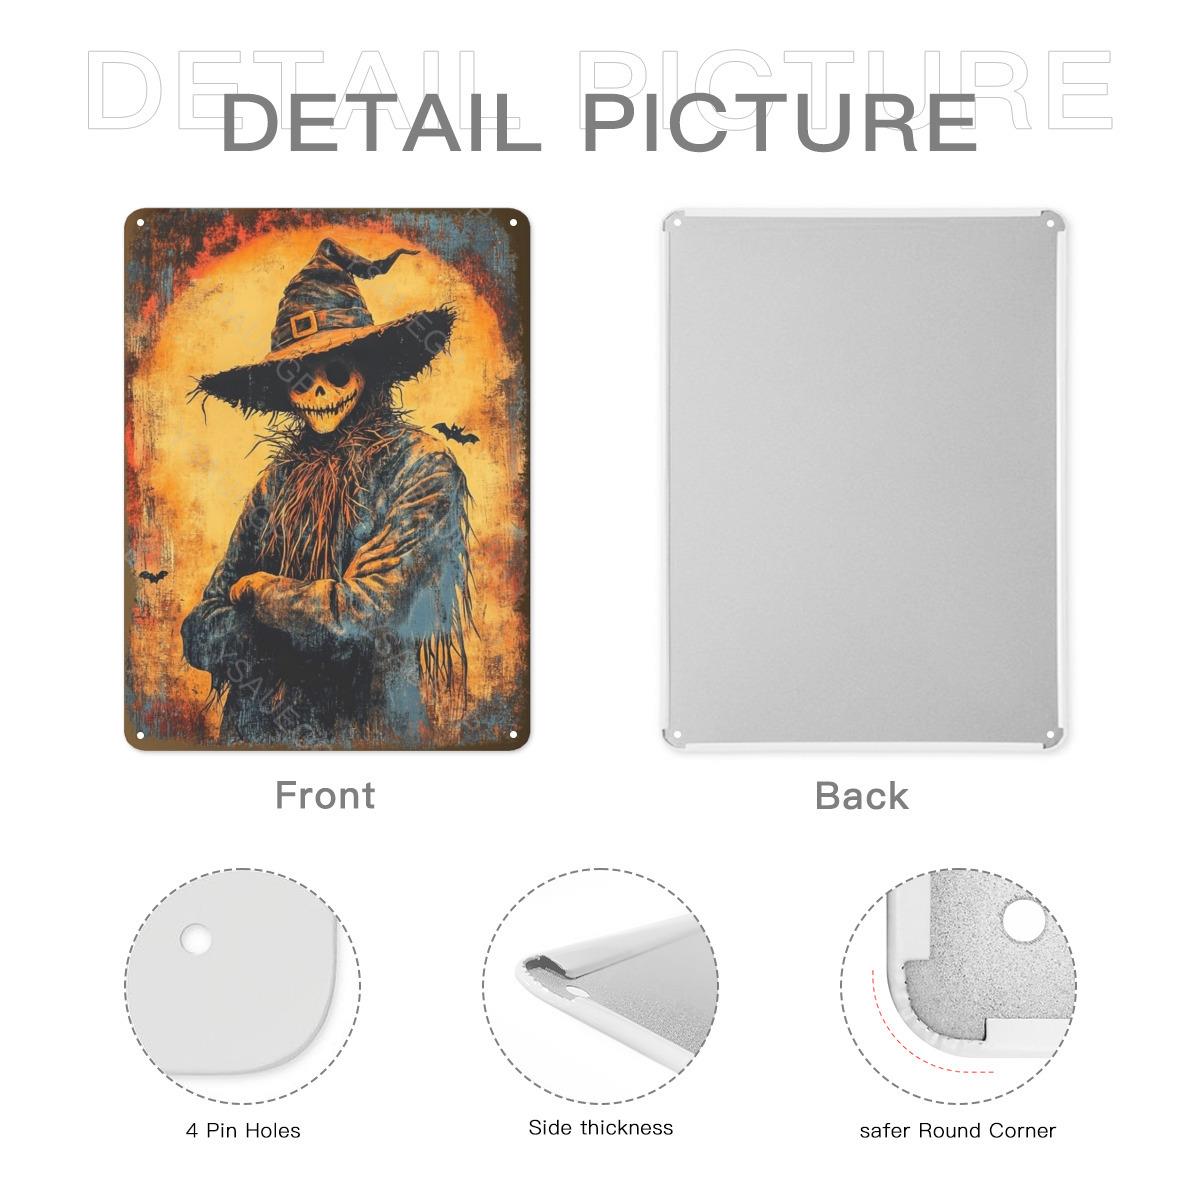 DETAIL PICTURE
DETAIL PICTURE
Front
Back
4 Pin Holes
Side thickness
safer Round Corner